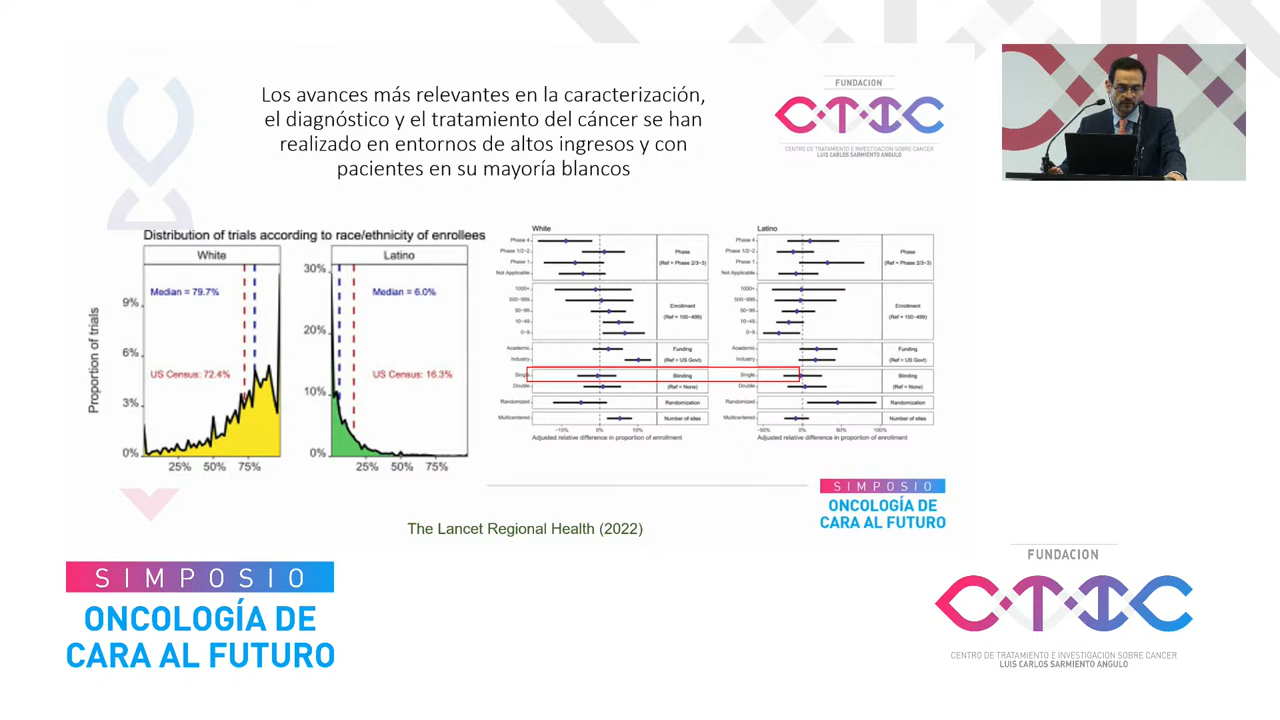 Los avances más relevantes en la caracterización,
el diagnóstico y el tratamiento del cáncer se han
realizado en entornos de altos ingresos y con
pacientes en su mayoría blancos
FUNDACION
CTIC
CENTRO DE TRATAMIENTO E INVESTIGACION SOBRE CANCER
LUIS CARLOS SARMIENTO ANGULO
Distribution of trials according to race/ethnicity of enrollees
White
Latino
Proportion of trials
9%
6%
3%
0%
Median = 79.7%
US Census: 72.4%
25% 50% 75%
30%
20%
10%
0%
Median = 6.0%
US Census: 16.3%
25% 50% 75%
White
Phase 4
Phase 1/2-2
Phase 1
Not Applicable
Phase
(Ref = Phase 2/3-3)
1000+
500-999
50-99
10-49
0-9
Enrollment
(Ref = 100-499)
Academic
Industry
Funding
(Ref = US Govt)
Single
Double
Blinding
(Ref = None)
Randomized
Randomization
Multicentered
Number of sites
-10% 0% 10%
Adjusted relative difference in proportion of enrollment
Latino
Phase 4
Phase 1/2-2
Phase 1
Not Applicable
Phase
(Ref = Phase 2/3-3)
1000+
500-999
50-99
10-49
0-9
Enrollment
(Ref = 100-499)
Academic
Industry
Funding
(Ref = US Govt)
Single
Double
Blinding
(Ref = None)
Randomized
Randomization
Multicentered
Number of sites
-50% 0% 50% 100%
Adjusted relative difference in proportion of enrollment
The Lancet Regional Health (2022)
SIMPOSIO
ONCOLOGÍA DE
CARA AL FUTURO
SIMPOSIO
ONCOLOGÍA DE
CARA AL FUTURO
FUNDACION
CTIC
CENTRO DE TRATAMIENTO E INVESTIGACION SOBRE CANCER
LUIS CARLOS SARMIENTO ANGULO